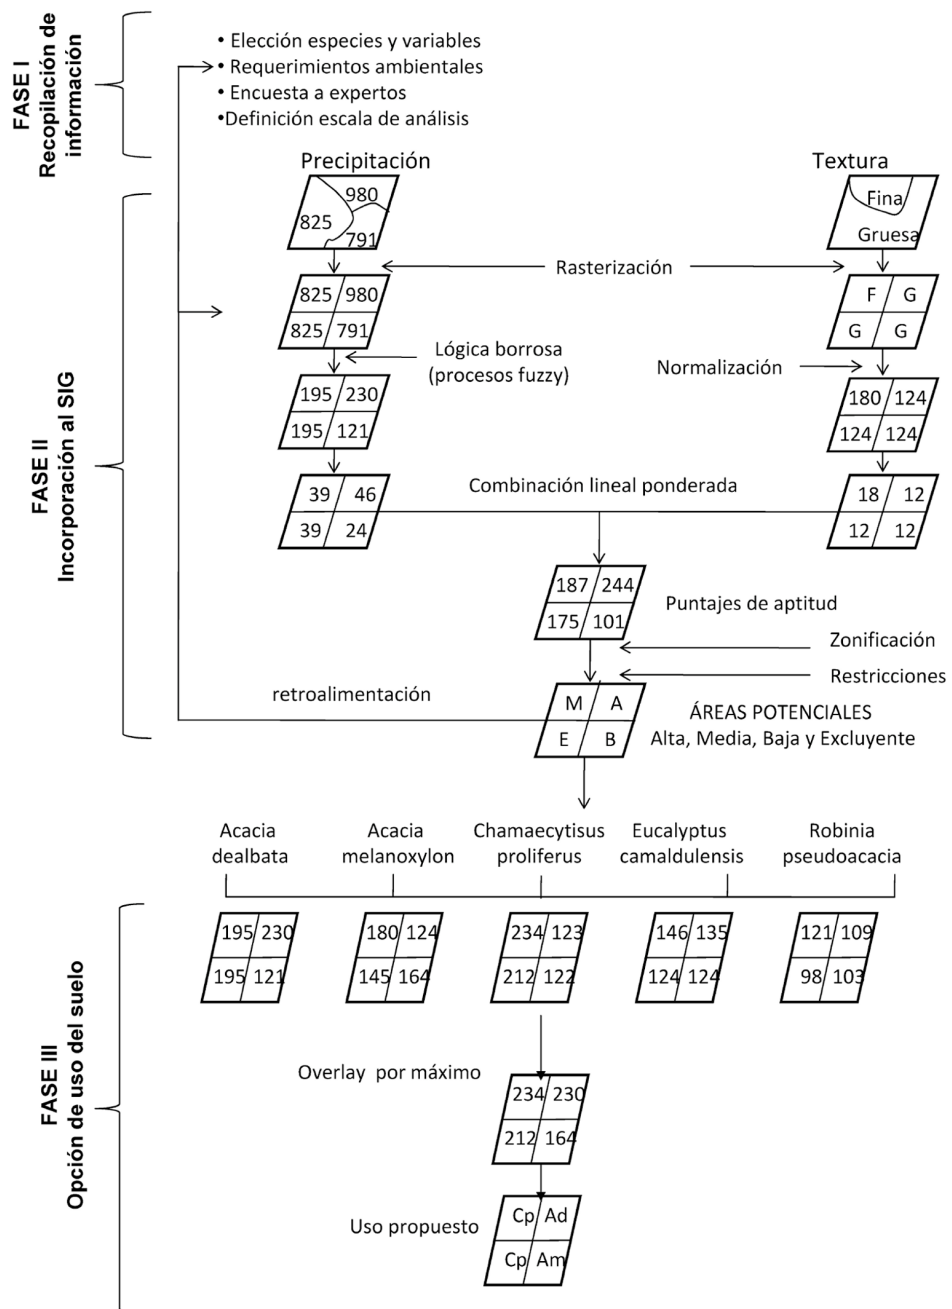 FASE I
Recopilación de
información
• Elección especies y variables
• Requerimientos ambientales
• Encuesta a expertos
•Definición escala de análisis
FASE II
Incorporación al SIG
Precipitación
Textura
980
825
791
Fina
Gruesa
Rasterización
825 980
825 791
F G
G G
Lógica borrosa
(procesos fuzzy)
Normalización
195 230
195 121
180 124
124 124
Combinación lineal ponderada
39 46
39 24
18 12
12 12
187 244
175 101
Puntajes de aptitud
Zonificación
Restricciones
retroalimentación
M A
E B
ÁREAS POTENCIALES
Alta, Media, Baja y Excluyente
FASE III
Opción de uso del suelo
Acacia
dealbata
Acacia
melanoxylon
Chamaecytisus
proliferus
Eucalyptus
camaldulensis
Robinia
pseudoacacia
195 230
195 121
180 124
145 164
234 123
212 122
146 135
124 124
121 109
98 103
Overlay por máximo
234 230
212 164
Uso propuesto
Cp Ad
Cp Am